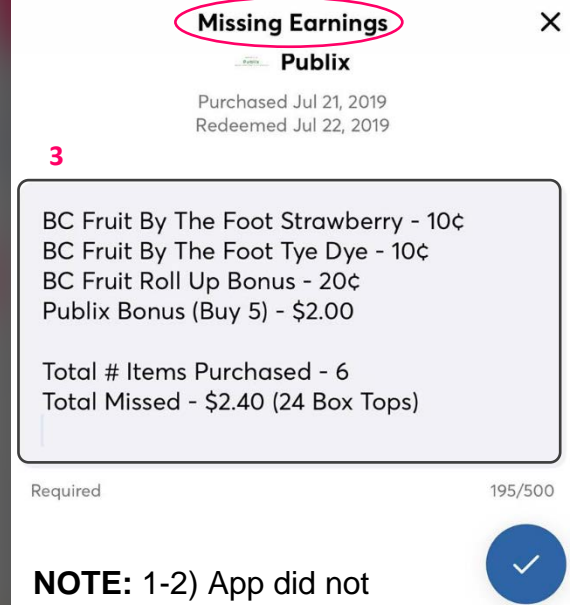 Missing Earnings
Publix Publix
Purchased Jul 21, 2019
Redeemed Jul 22, 2019
3
BC Fruit By The Foot Strawberry - 10¢
BC Fruit By The Foot Tye Dye - 10¢
BC Fruit Roll Up Bonus - 20¢
Publix Bonus (Buy 5) - $2.00
Total # Items Purchased - 6
Total Missed - $2.40 (24 Box Tops)
Required 195/500
NOTE: 1-2) App did not